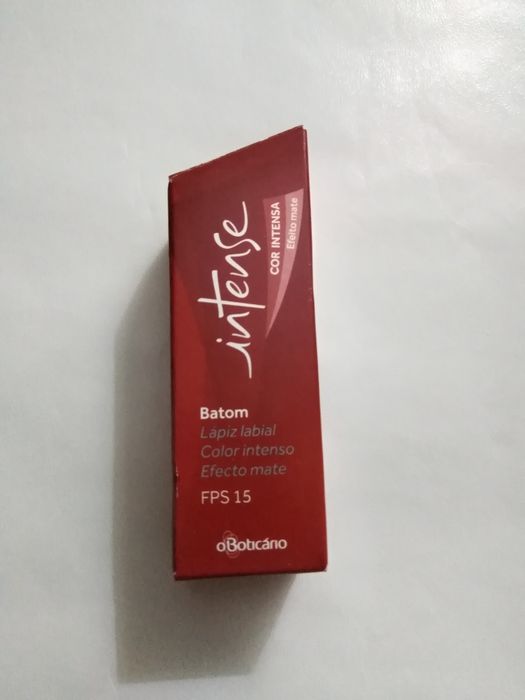 intense
COR INTENSA
Efeito mate
Batom
Lápiz labial
Color intenso
Efecto mate
FPS 15
oBoticário